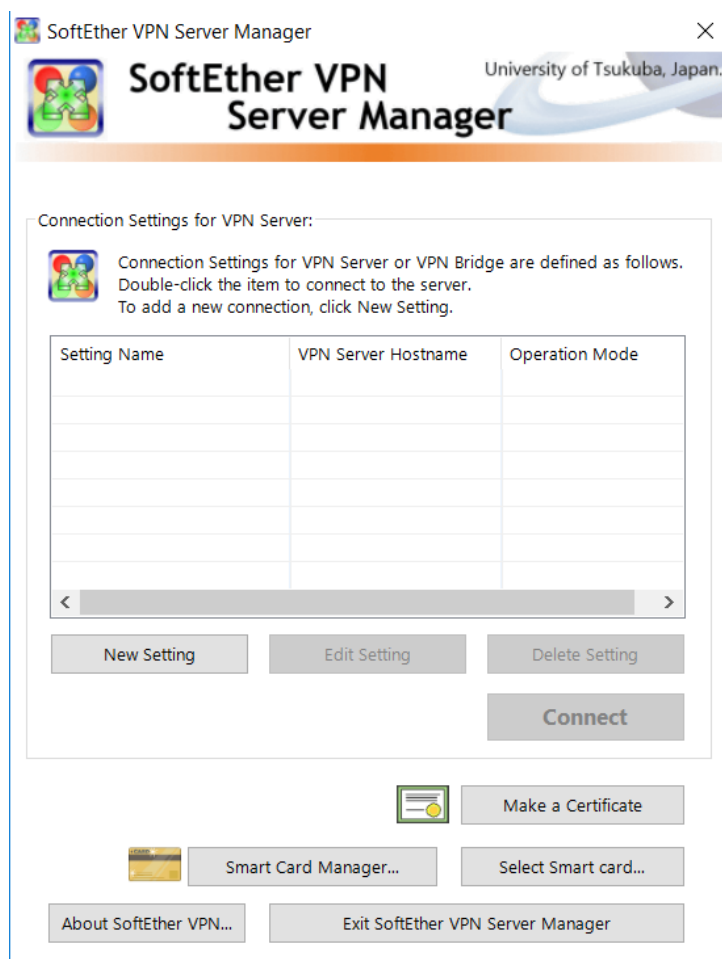 SoftEther VPN Server Manager
SoftEther VPN
Server Manager
University of Tsukuba, Japan.
Connection Settings for VPN Server:
Connection Settings for VPN Server or VPN Bridge are defined as follows.
Double-click the item to connect to the server.
To add a new connection, click New Setting.
Setting Name VPN Server Hostname Operation Mode
New Setting Edit Setting Delete Setting
Connect
Make a Certificate
Smart Card Manager... Select Smart card...
About SoftEther VPN... Exit SoftEther VPN Server Manager